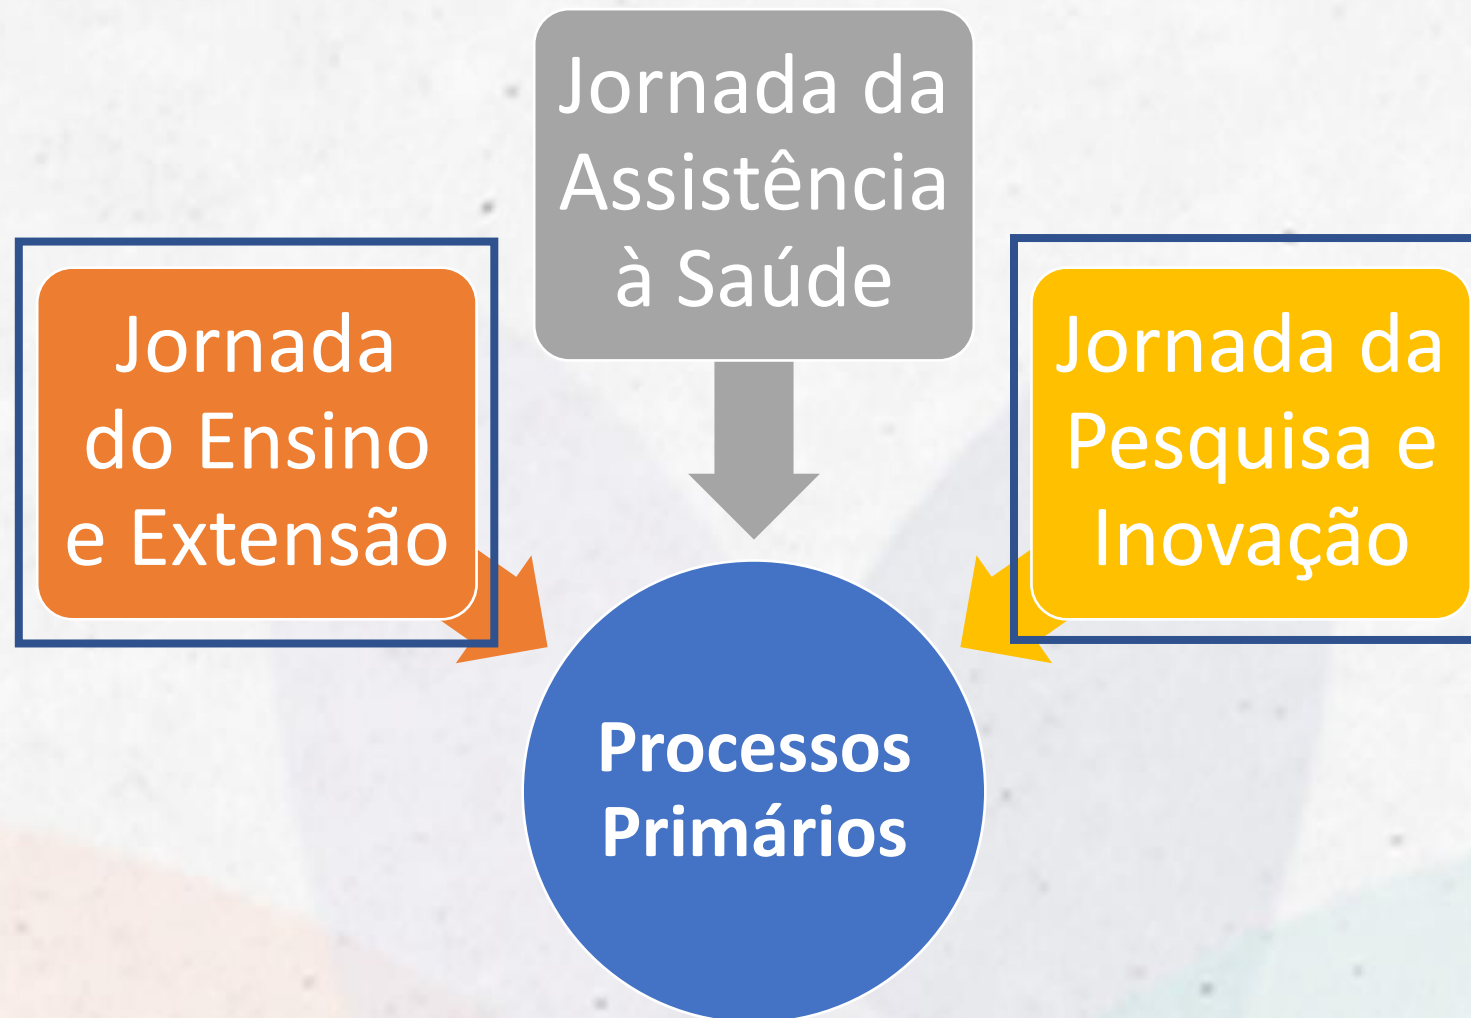 Jornada da
Assistência
à Saúde
Jornada
do Ensino
e Extensão
Jornada da
Pesquisa e
Inovação
Processos
Primários